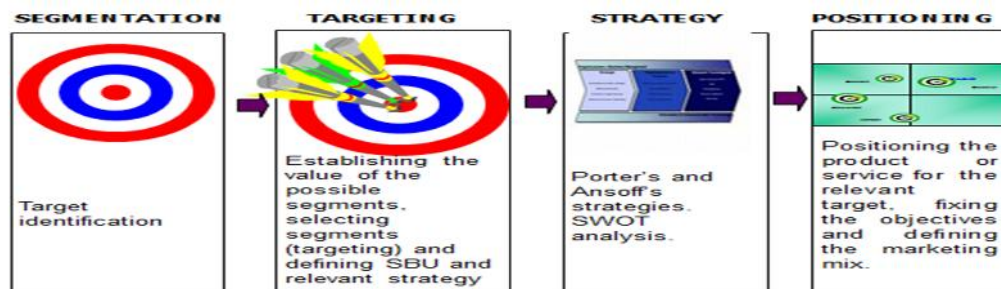 SEGMENTATION
TARGETING
STRATEGY
POSITIONING
Target
identification
Establishing the
value of the
possible
segments,
selecting
segments
(targeting) and
defining SBU and
relevant strategy
Porter's and
Ansoff's
strategies.
SWOT
analysis.
Positioning the
product or
service for the
relevant
target, fixing
the objectives
and defining
the marketing
mix.